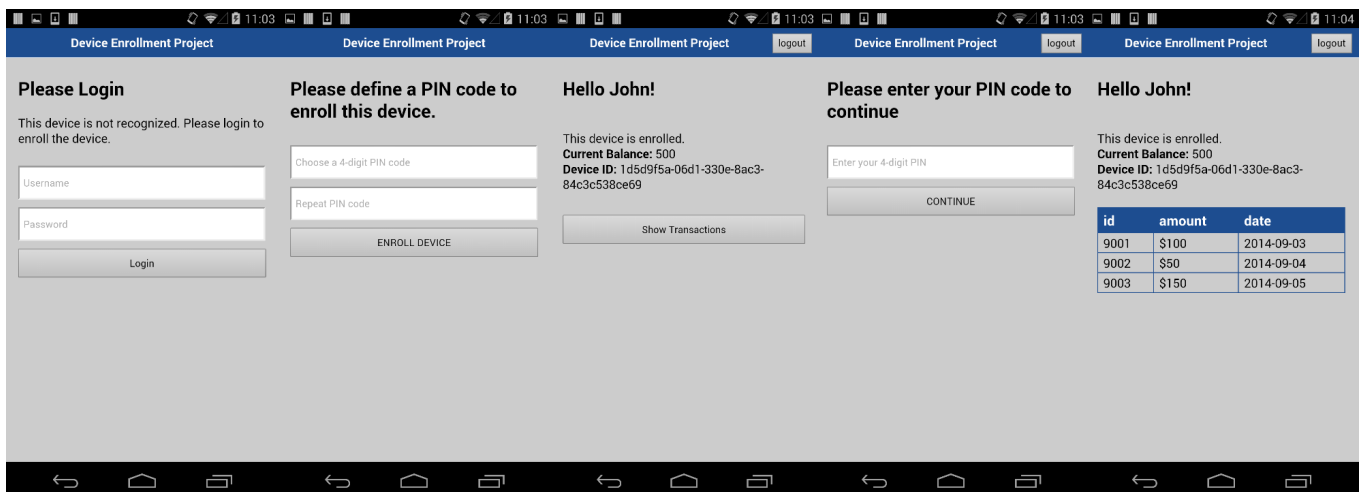 11:03
Device Enrollment Project
Please Login
This device is not recognized. Please login to
enroll the device.
Username
Password
Login
11:03
Device Enrollment Project
Please define a PIN code to
enroll this device.
Choose a 4-digit PIN code
Repeat PIN code
ENROLL DEVICE
11:03
Device Enrollment Project
logout
Hello John!
This device is enrolled.
Current Balance: 500
Device ID: 1d5d9f5a-06d1-330e-8ac3-
84c3c538ce69
Show Transactions
11:03
Device Enrollment Project
logout
Please enter your PIN code to
continue
Enter your 4-digit PIN
CONTINUE
11:04
Device Enrollment Project
logout
Hello John!
This device is enrolled.
Current Balance: 500
Device ID: 1d5d9f5a-06d1-330e-8ac3-
84c3c538ce69
id amount date
9001 $100 2014-09-03
9002 $50 2014-09-04
9003 $150 2014-09-05